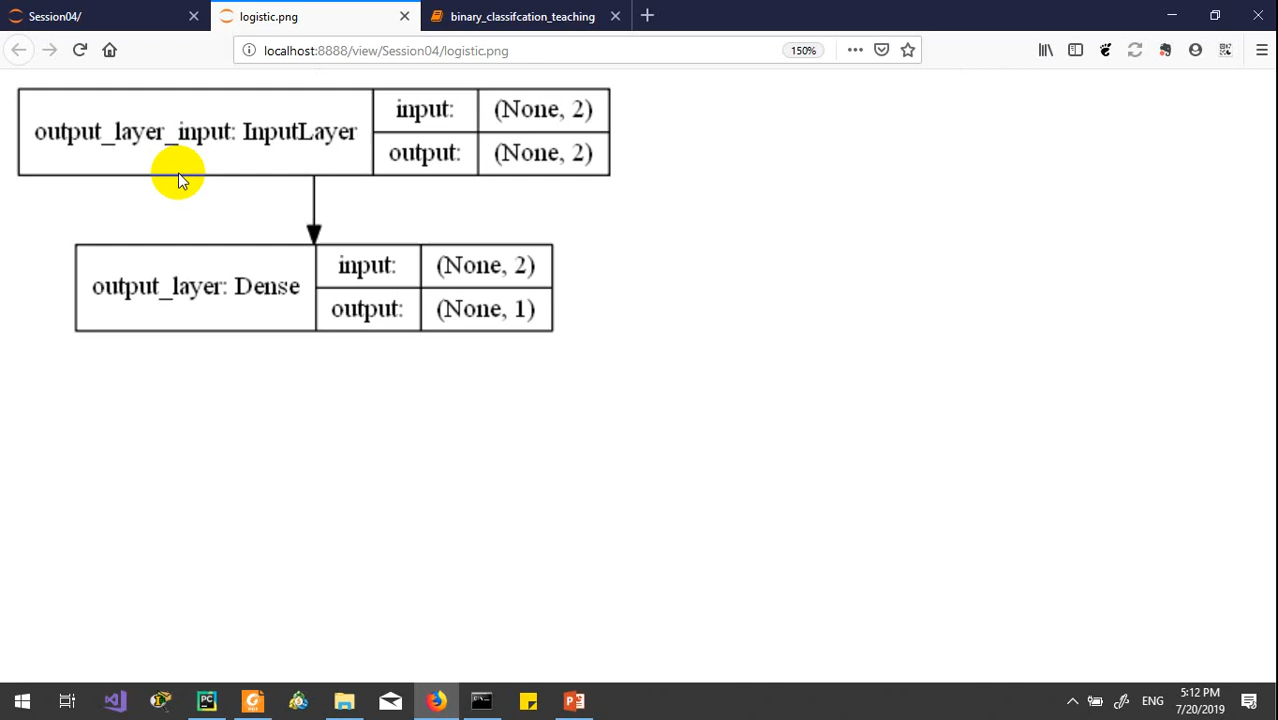 Session04/
logistic.png
binary_classifcation_teaching
localhost:8888/view/Session04/logistic.png
150%
output_layer_input: InputLayer
input:
(None, 2)
output:
(None, 2)
output_layer: Dense
input:
(None, 2)
output:
(None, 1)
ENG
5:12 PM
7/20/2019